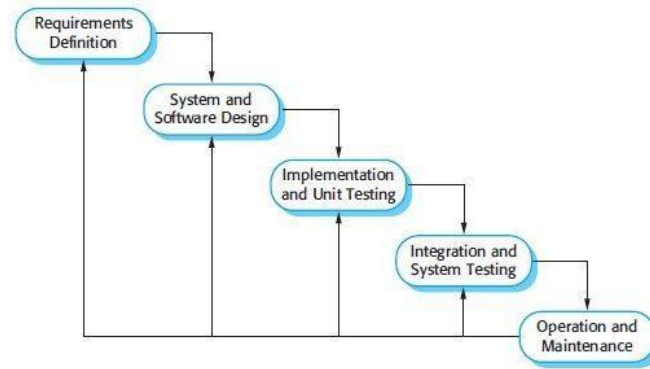 Requirements
Definition
System and
Software Design
Implementation
and Unit Testing
Integration and
System Testing
Operation and
Maintenance